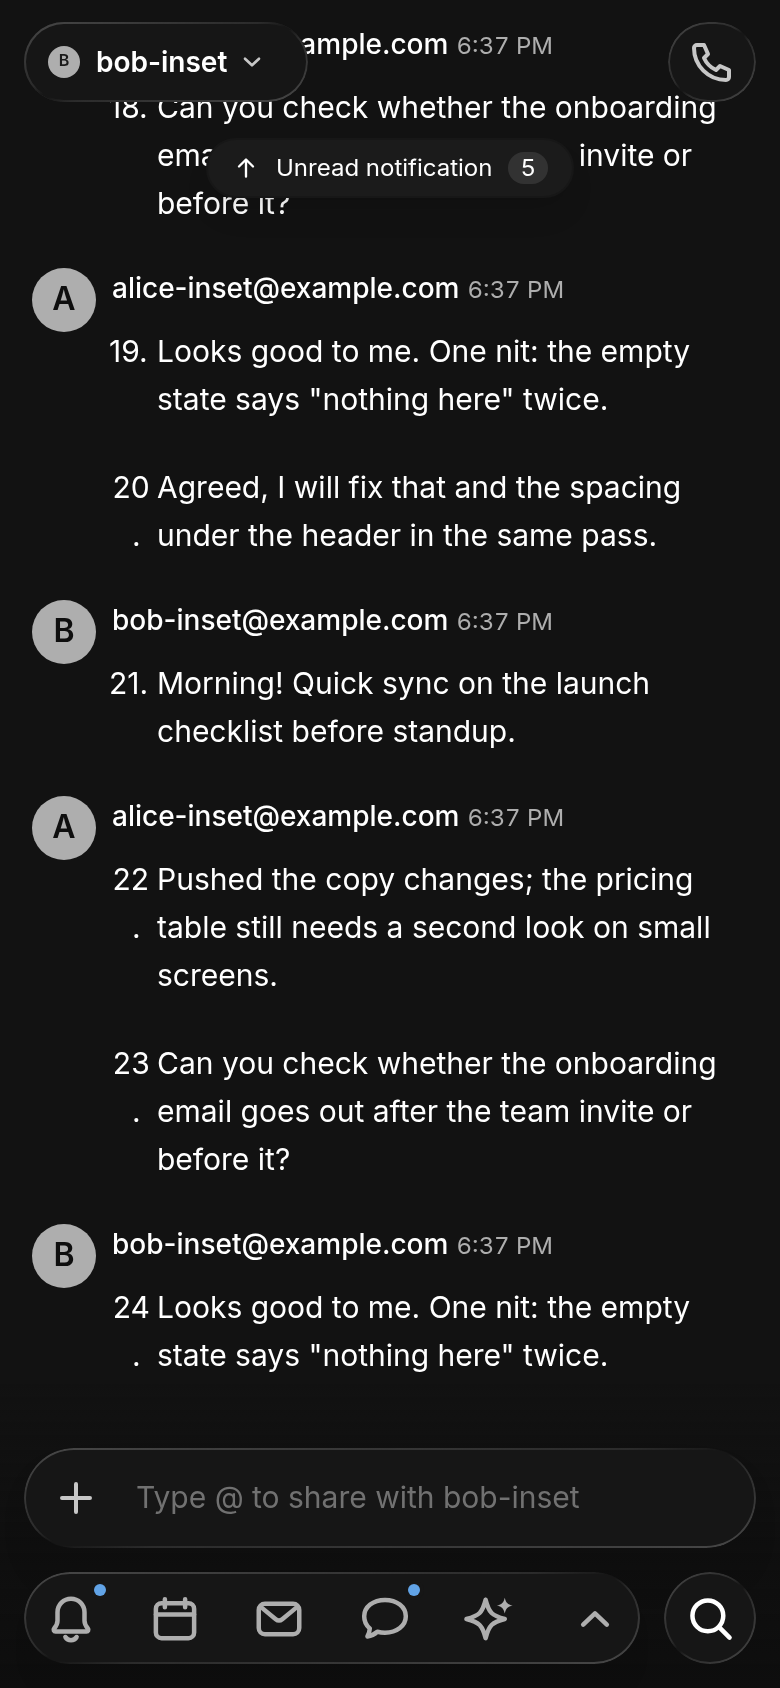 B bob-inset
ample.com 6:37 PM
18. Can you check whether the onboarding
ema
Unread notification 5
invite or
before it?
A alice-inset@example.com 6:37 PM
19. Looks good to me. One nit: the empty
state says "nothing here" twice.
20 Agreed, I will fix that and the spacing
. under the header in the same pass.
B bob-inset@example.com 6:37 PM
21. Morning! Quick sync on the launch
checklist before standup.
A alice-inset@example.com 6:37 PM
22 Pushed the copy changes; the pricing
. table still needs a second look on small
screens.
23 Can you check whether the onboarding
. email goes out after the team invite or
before it?
B bob-inset@example.com 6:37 PM
24 Looks good to me. One nit: the empty
. state says "nothing here" twice.
Type @ to share with bob-inset